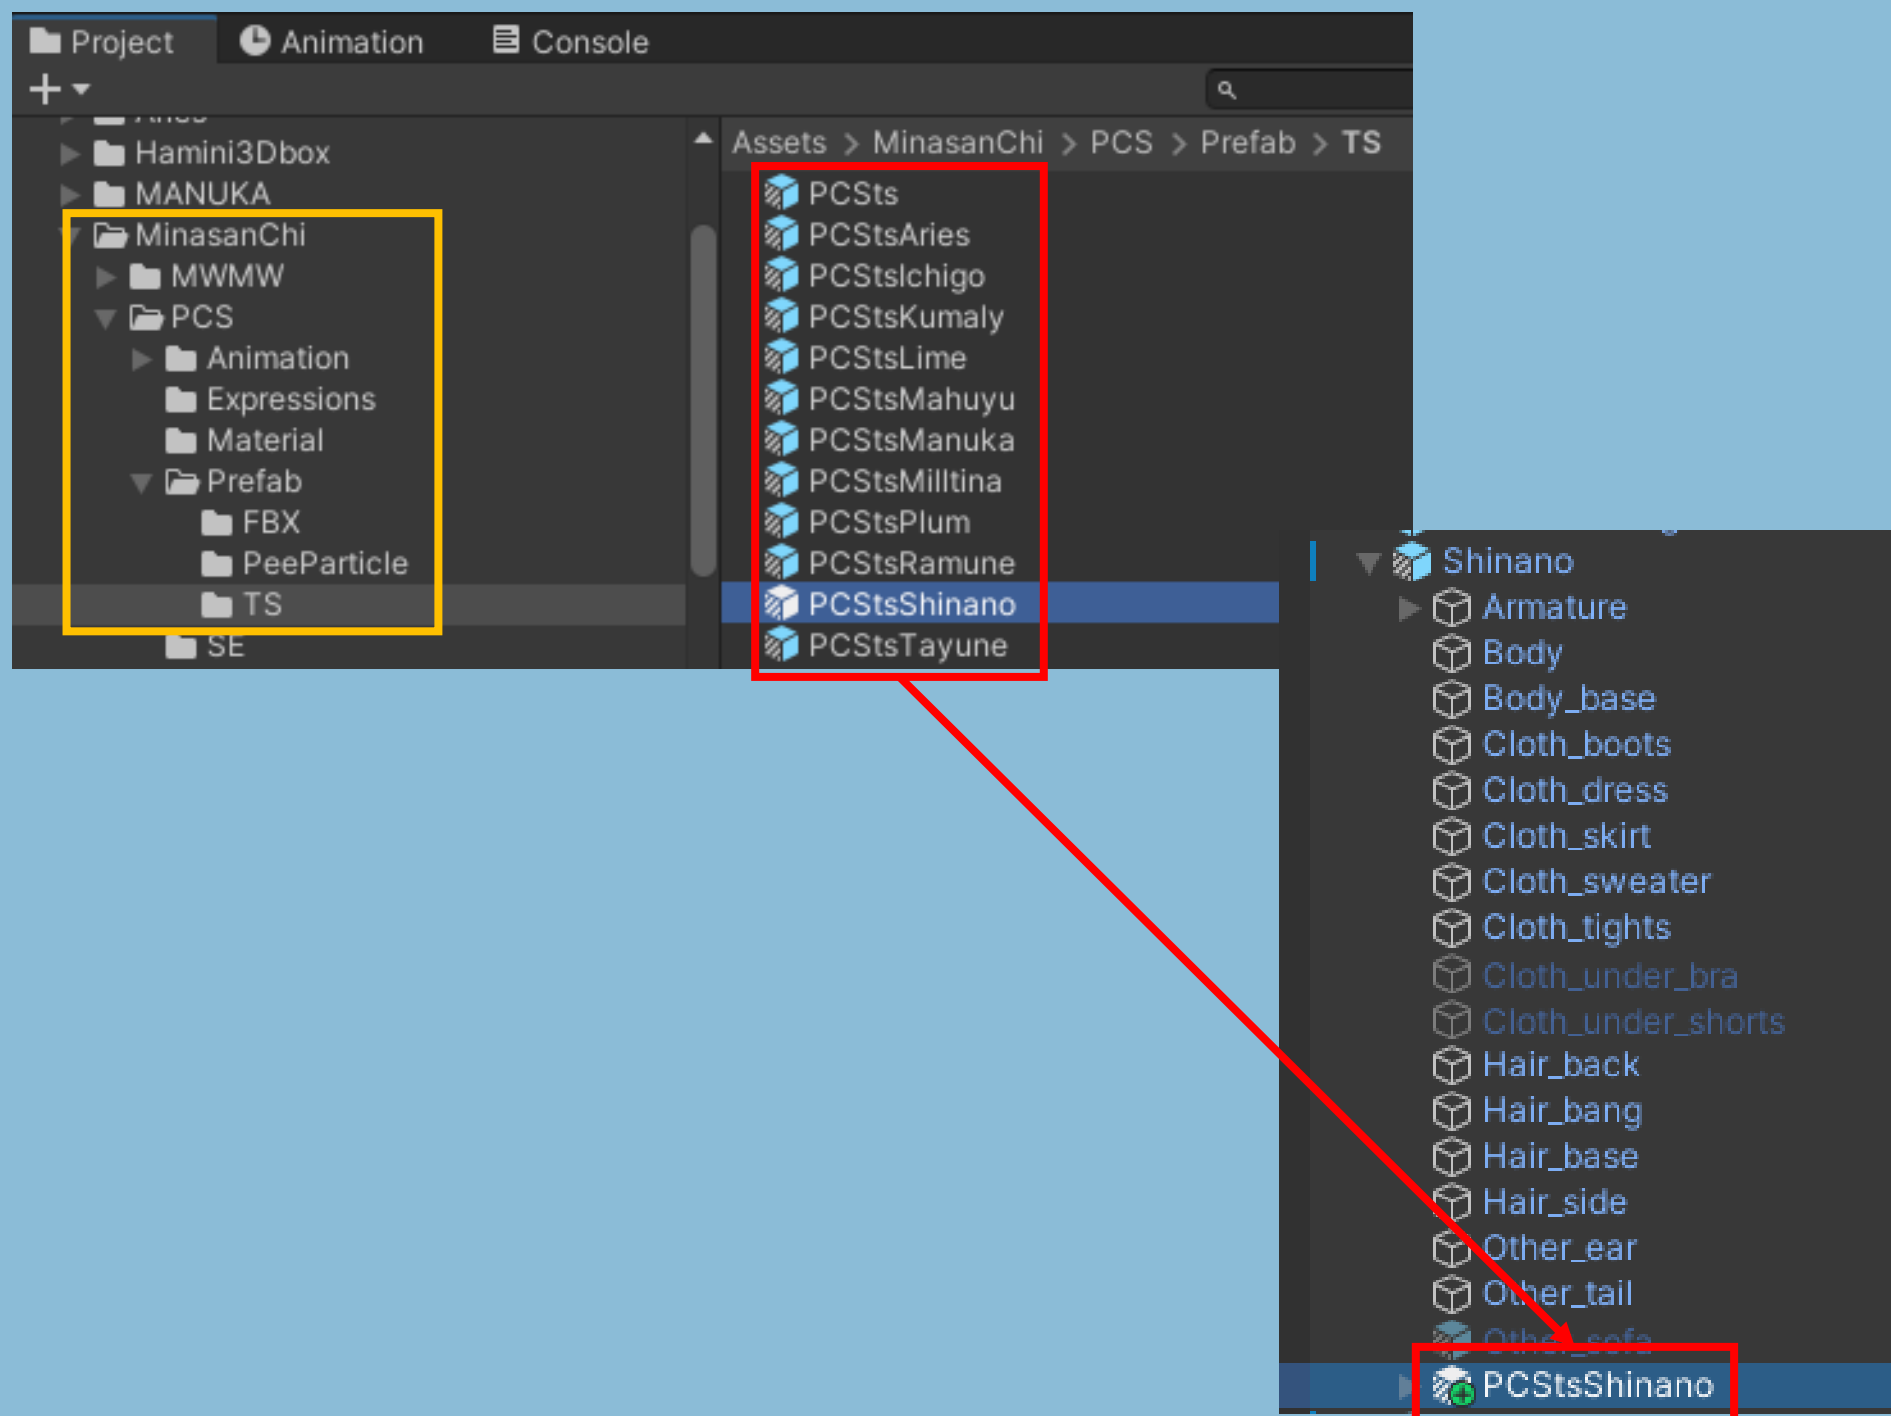 Project
Animation
Console
Aries
Hamini3Dbox
MANUKA
MinasanChi
MWMW
PCS
Animation
Expressions
Material
Prefab
FBX
PeeParticle
TS
SE
Assets > MinasanChi > PCS > Prefab > TS
PCSts
PCStsAries
PCStsIchigo
PCStsKumaly
PCStsLime
PCStsMahuyu
PCStsManuka
PCStsMilltina
PCStsPlum
PCStsRamune
PCStsShinano
PCStsTayune
Shinano
Armature
Body
Body_base
Cloth_boots
Cloth_dress
Cloth_skirt
Cloth_sweater
Cloth_tights
Cloth_under_bra
Cloth_under_shorts
Hair_back
Hair_bang
Hair_base
Hair_side
Other_ear
Other_tail
Other_sofa
PCStsShinano